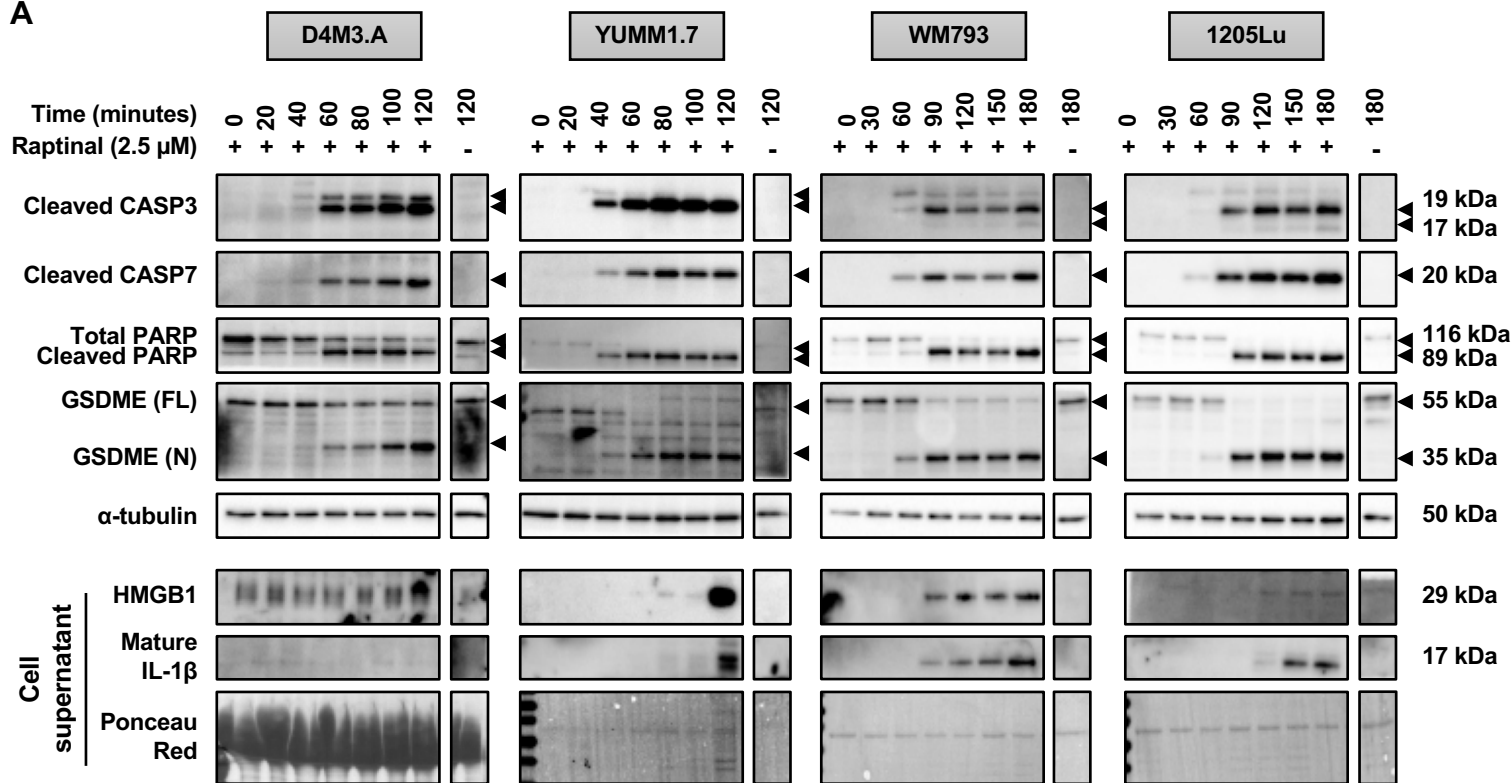 A
D4M3.A YUMM1.7 WM793 1205Lu
Time (minutes) 0 20 40 60 80 100 120 120 0 20 40 60 80 100 120 120 0 30 60 90 120 150 180 180 0 30 60 90 120 150 180 180
Raptinal (2.5 µM) + + + + + + + - + + + + + + + - + + + + + + + - + + + + + + + -
Cleaved CASP3 19 kDa
17 kDa
Cleaved CASP7 20 kDa
Total PARP 116 kDa
Cleaved PARP 89 kDa
GSDME (FL) 55 kDa
GSDME (N) 35 kDa
α-tubulin 50 kDa
Cell supernatant
HMGB1 29 kDa
Mature
IL-1β 17 kDa
Ponceau
Red